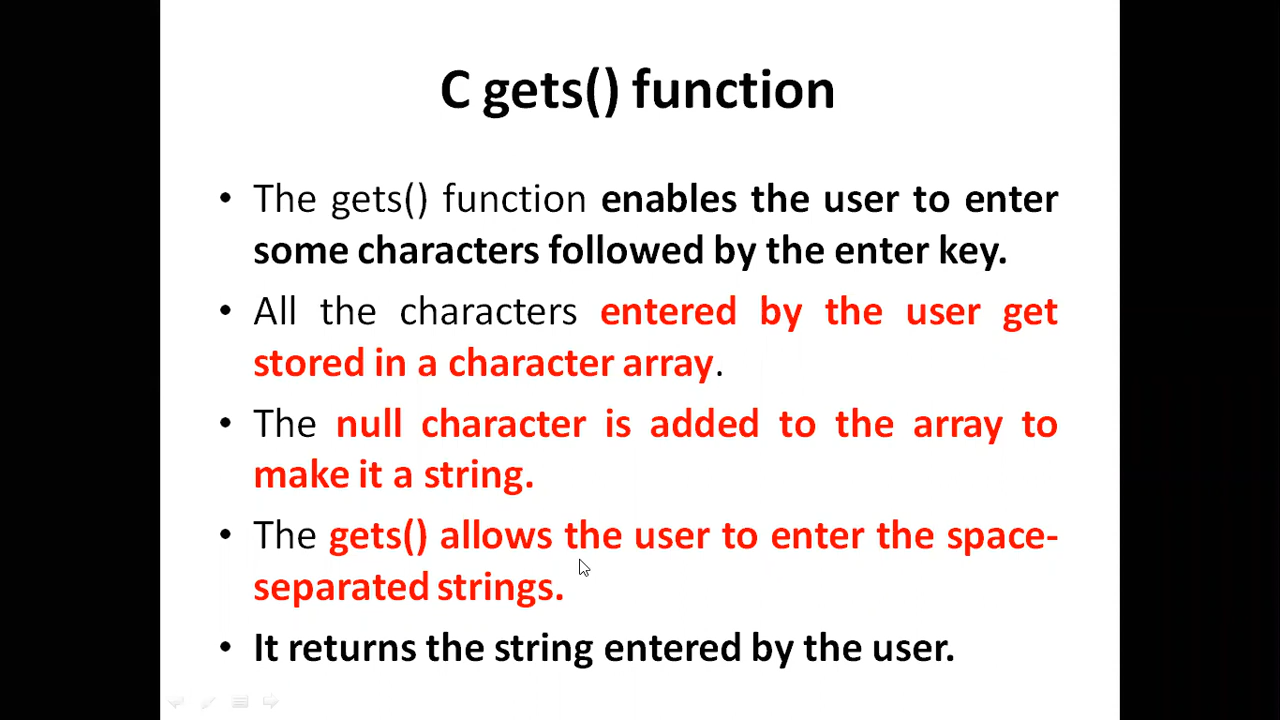 C gets() function
• The gets() function enables the user to enter
some characters followed by the enter key.
• All the characters entered by the user get
stored in a character array.
• The null character is added to the array to
make it a string.
• The gets() allows the user to enter the space-
separated strings.
• It returns the string entered by the user.